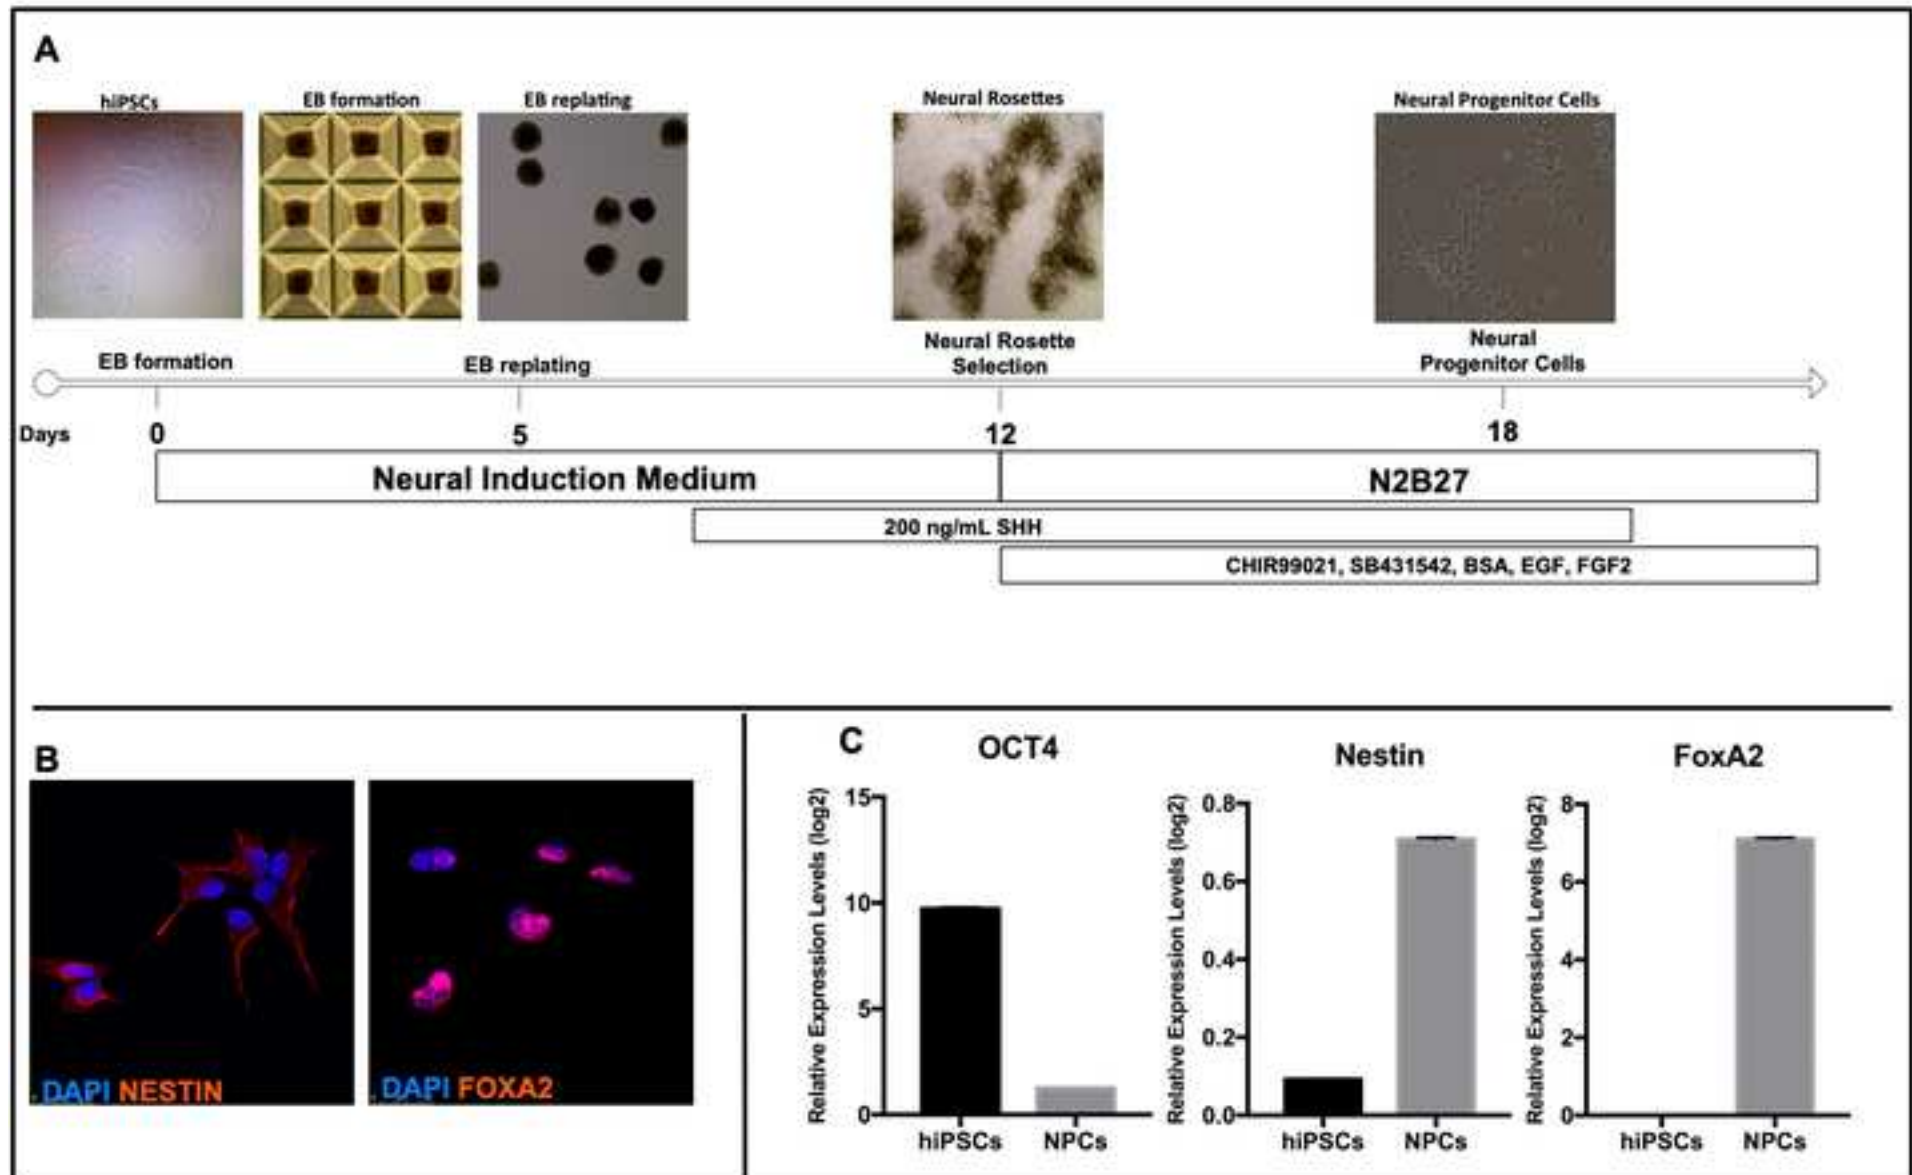 A
hiPSCs
EB formation
EB replating
Neural Rosettes
Neural Progenitor Cells
EB formation
EB replating
Neural Rosette
Selection
Neural
Progenitor Cells
Days
0
5
12
18
Neural Induction Medium
N2B27
200 ng/mL SHH
CHIR99021, SB431542, BSA, EGF, FGF2
B
DAPI NESTIN
DAPI FOXA2
C
OCT4
Relative Expression Levels (log2)
15
10
5
0
hiPSCs
NPCs
Nestin
Relative Expression Levels (log2)
0.8
0.6
0.4
0.2
0.0
hiPSCs
NPCs
FoxA2
Relative Expression Levels (log2)
8
6
4
2
0
hiPSCs
NPCs